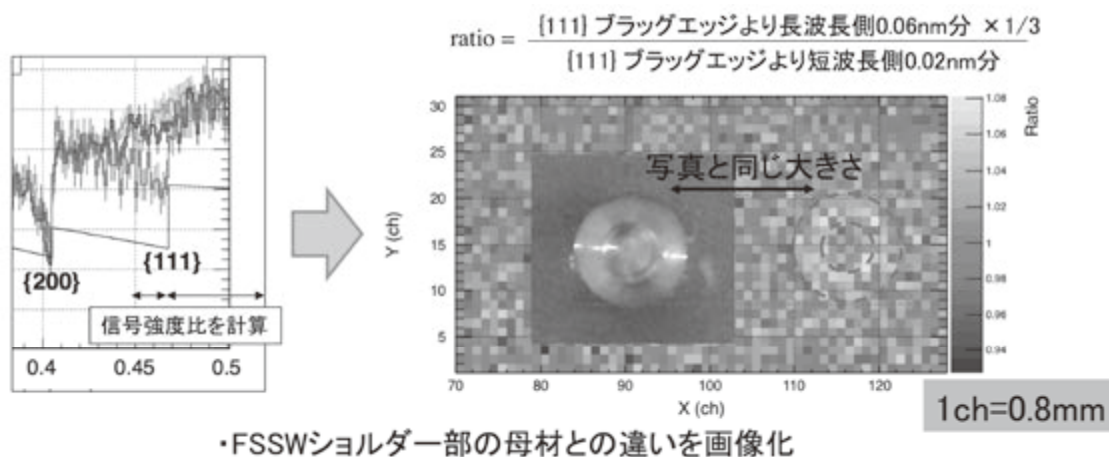 ratio = {111} ブラッグエッジより長波長側0.06nm分 ×1/3
{111} ブラッグエッジより短波長側0.02nm分
{200}
{111}
信号強度比を計算
0.4 0.45 0.5
写真と同じ大きさ
Y (ch)
30
25
20
15
10
5
70 80 90 100 110 120
X (ch)
Ratio
1.08
1.06
1.04
1.02
1
0.98
0.96
0.94
1ch=0.8mm
・FSSWショルダー部の母材との違いを画像化